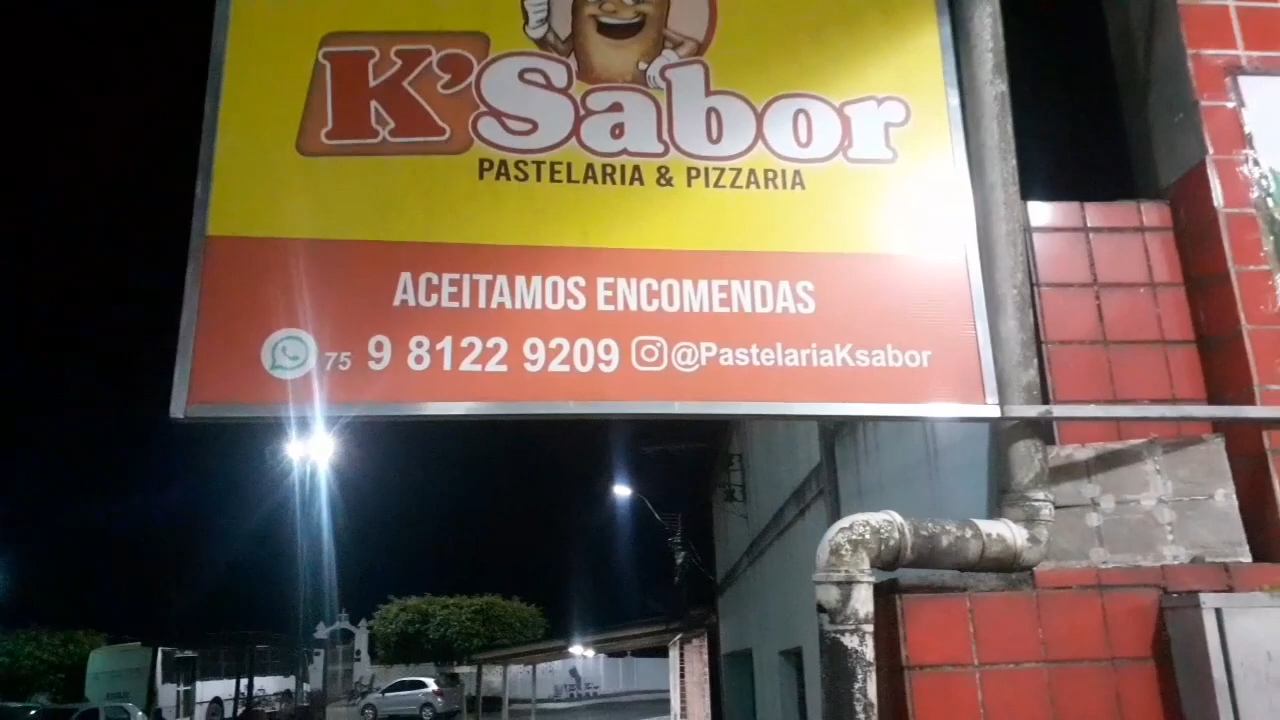 K'Sabor
PASTELARIA & PIZZARIA
ACEITAMOS ENCOMENDAS
75 9 8122 9209 @PastelariaKsabor